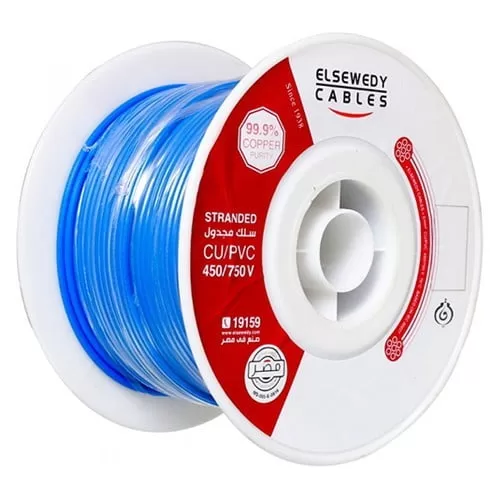 ELSEWEDY
CABLES
Since 1938
99.9%
COPPER
PURITY
STRANDED
سلك مجدول
CU/PVC
450/750 V
19159
www.elsewedy.com
صنع في مصر
مصر